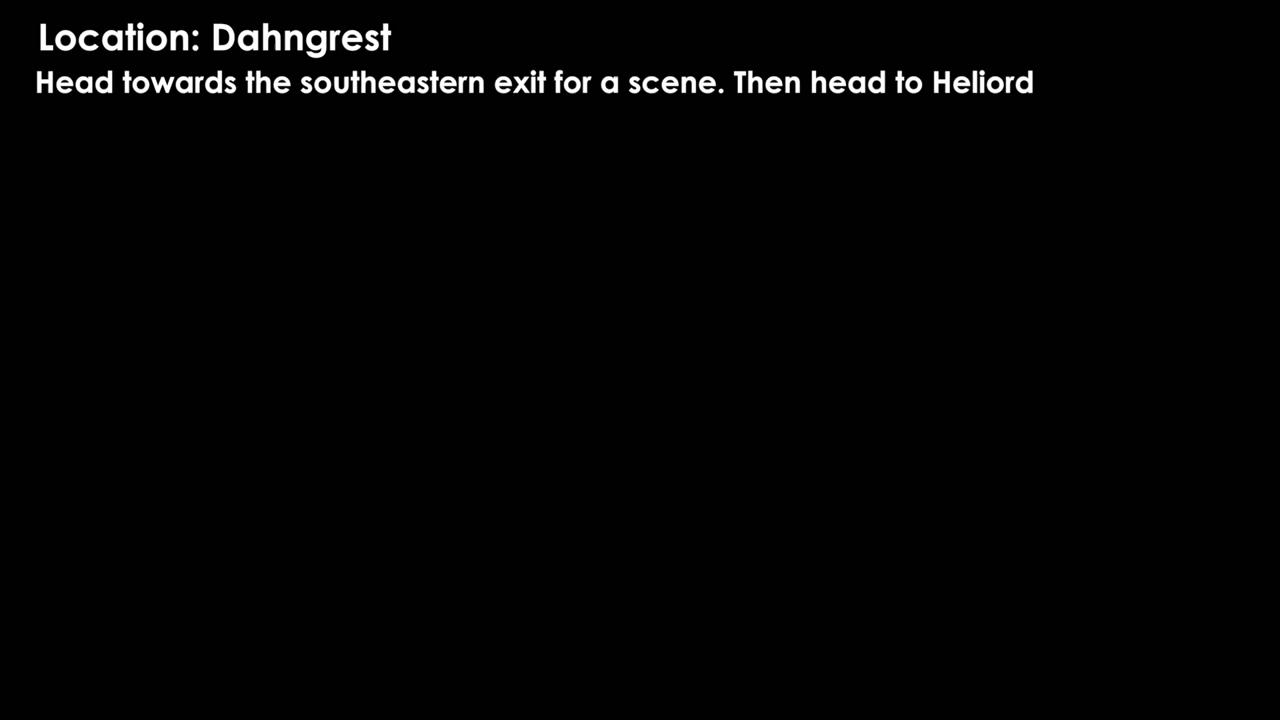 Location: Dahngrest
Head towards the southeastern exit for a scene. Then head to Heliord